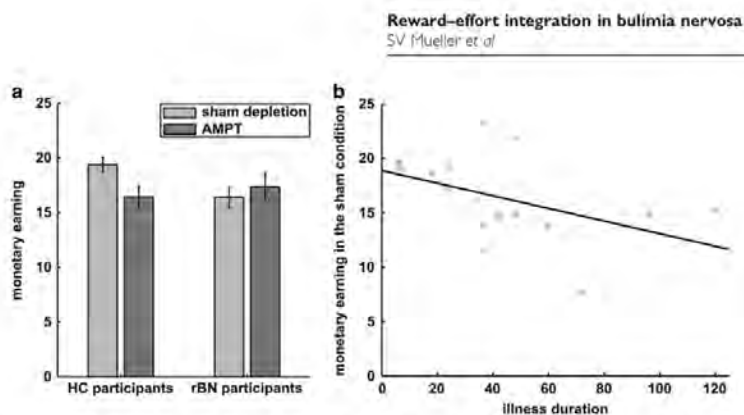 Reward–effort integration in bulimia nervosa
SV Mueller et al
a
25
20
15
10
5
0
monetary earning
sham depletion
AMPT
HC participants
rBN participants
b
25
20
15
10
5
0
monetary earning in the sham condition
0
20
40
60
80
100
120
illness duration